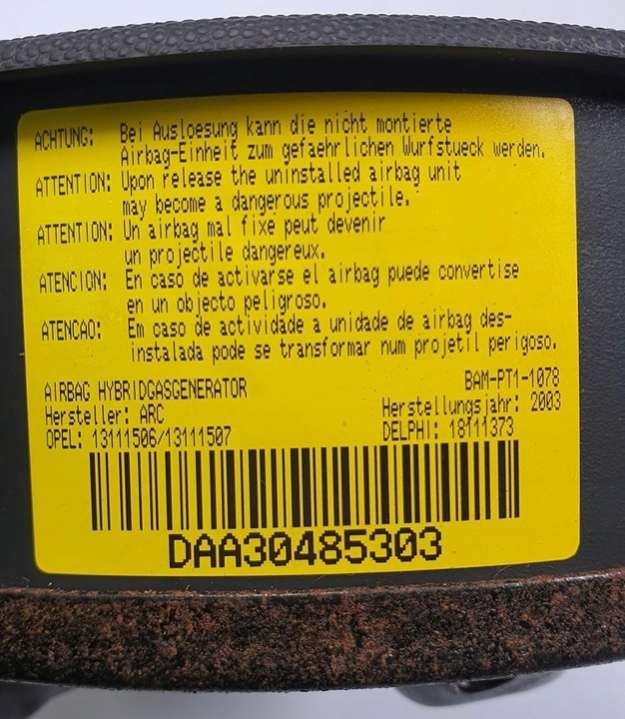 ACHTUNG: Bei Ausloesung kann die nicht montierte
Airbag-Einheit zum gefaehrlichen Wurfstueck werden.
ATTENTION: Upon release the uninstalled airbag unit
may become a dangerous projectile.
ATTENTION: Un airbag mal fixe peut devenir
un projectile dangereux.
ATENCION: En caso de activarse el airbag puede convertise
en un objecto peligroso.
ATENCAO: Em caso de actividade a unidade de airbag des-
instalada pode se transformar num projetil perigoso.
AIRBAG HYBRIDGASGENERATOR BAM-PT1-1078
Hersteller: ARC Herstellungsjahr: 2003
OPEL: 13111506/13111507 DELPHI: 18111373
DAA30485303